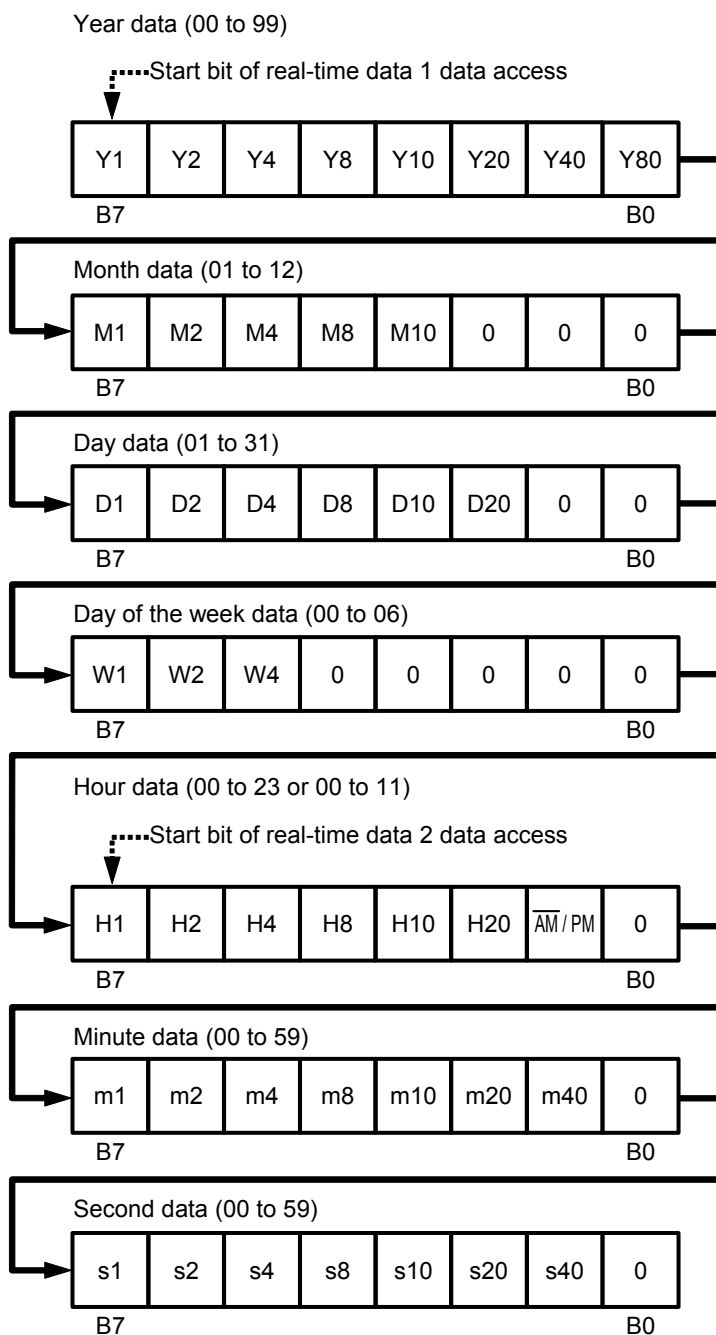 Year data (00 to 99)
Start bit of real-time data 1 data access
Y1 Y2 Y4 Y8 Y10 Y20 Y40 Y80
B7 B0
Month data (01 to 12)
M1 M2 M4 M8 M10 0 0 0
B7 B0
Day data (01 to 31)
D1 D2 D4 D8 D10 D20 0 0
B7 B0
Day of the week data (00 to 06)
W1 W2 W4 0 0 0 0 0
B7 B0
Hour data (00 to 23 or 00 to 11)
Start bit of real-time data 2 data access
H1 H2 H4 H8 H10 H20 A̅M̅ / PM 0
B7 B0
Minute data (00 to 59)
m1 m2 m4 m8 m10 m20 m40 0
B7 B0
Second data (00 to 59)
s1 s2 s4 s8 s10 s20 s40 0
B7 B0